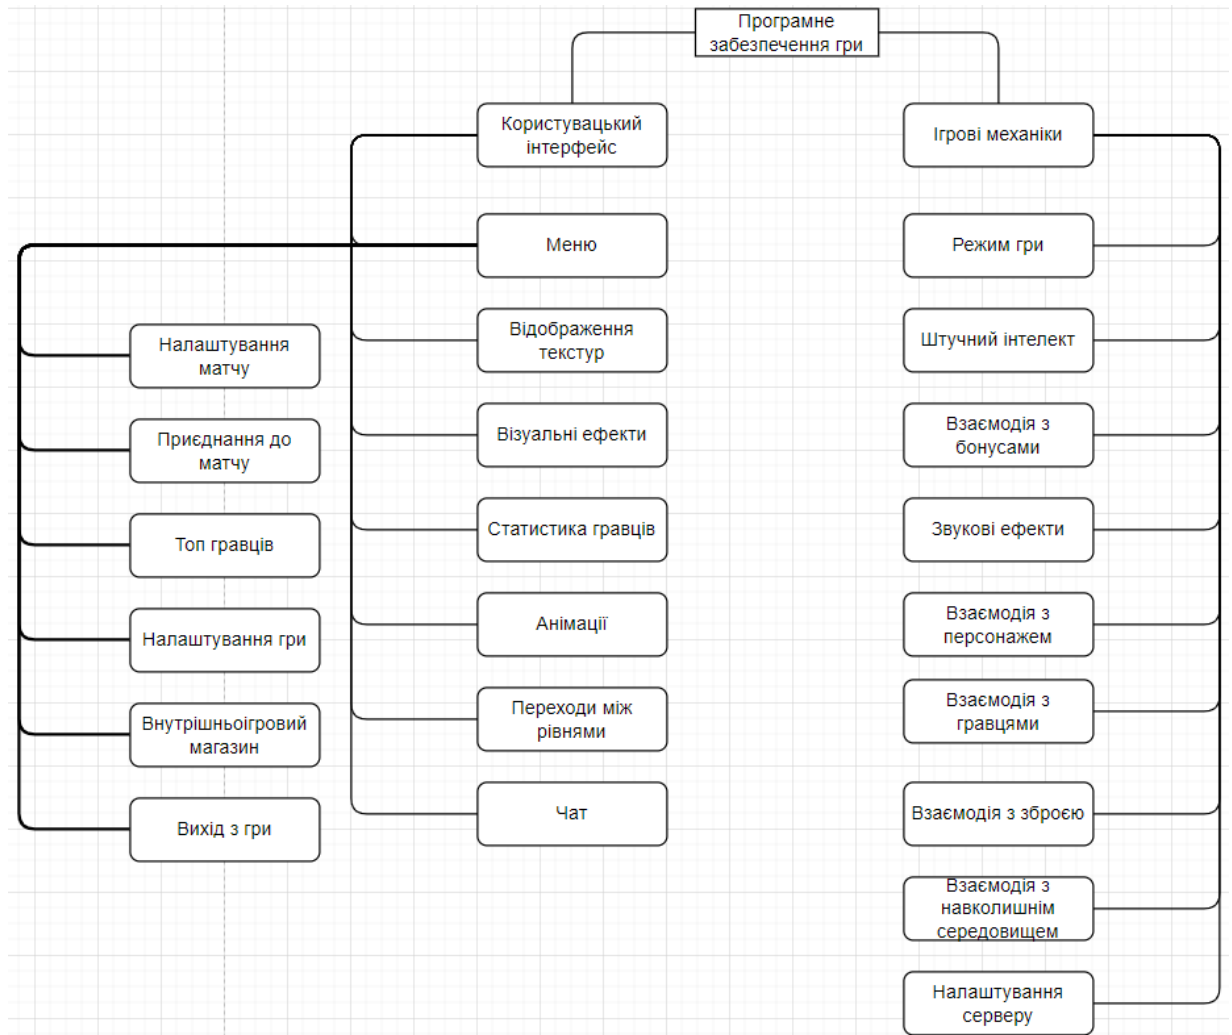 Програмне
забезпечення гри
Користувацький
інтерфейс
Ігрові механіки
Меню
Режим гри
Відображення
текстур
Штучний інтелект
Налаштування
матчу
Візуальні ефекти
Взаємодія з
бонусами
Приєднання до
матчу
Статистика гравців
Звукові ефекти
Топ гравців
Анімації
Взаємодія з
персонажем
Налаштування гри
Переходи між
рівнями
Взаємодія з
гравцями
Внутрішньоігровий
магазин
Чат
Взаємодія з зброєю
Вихід з гри
Взаємодія з
навколишнім
середовищем
Налаштування
серверу